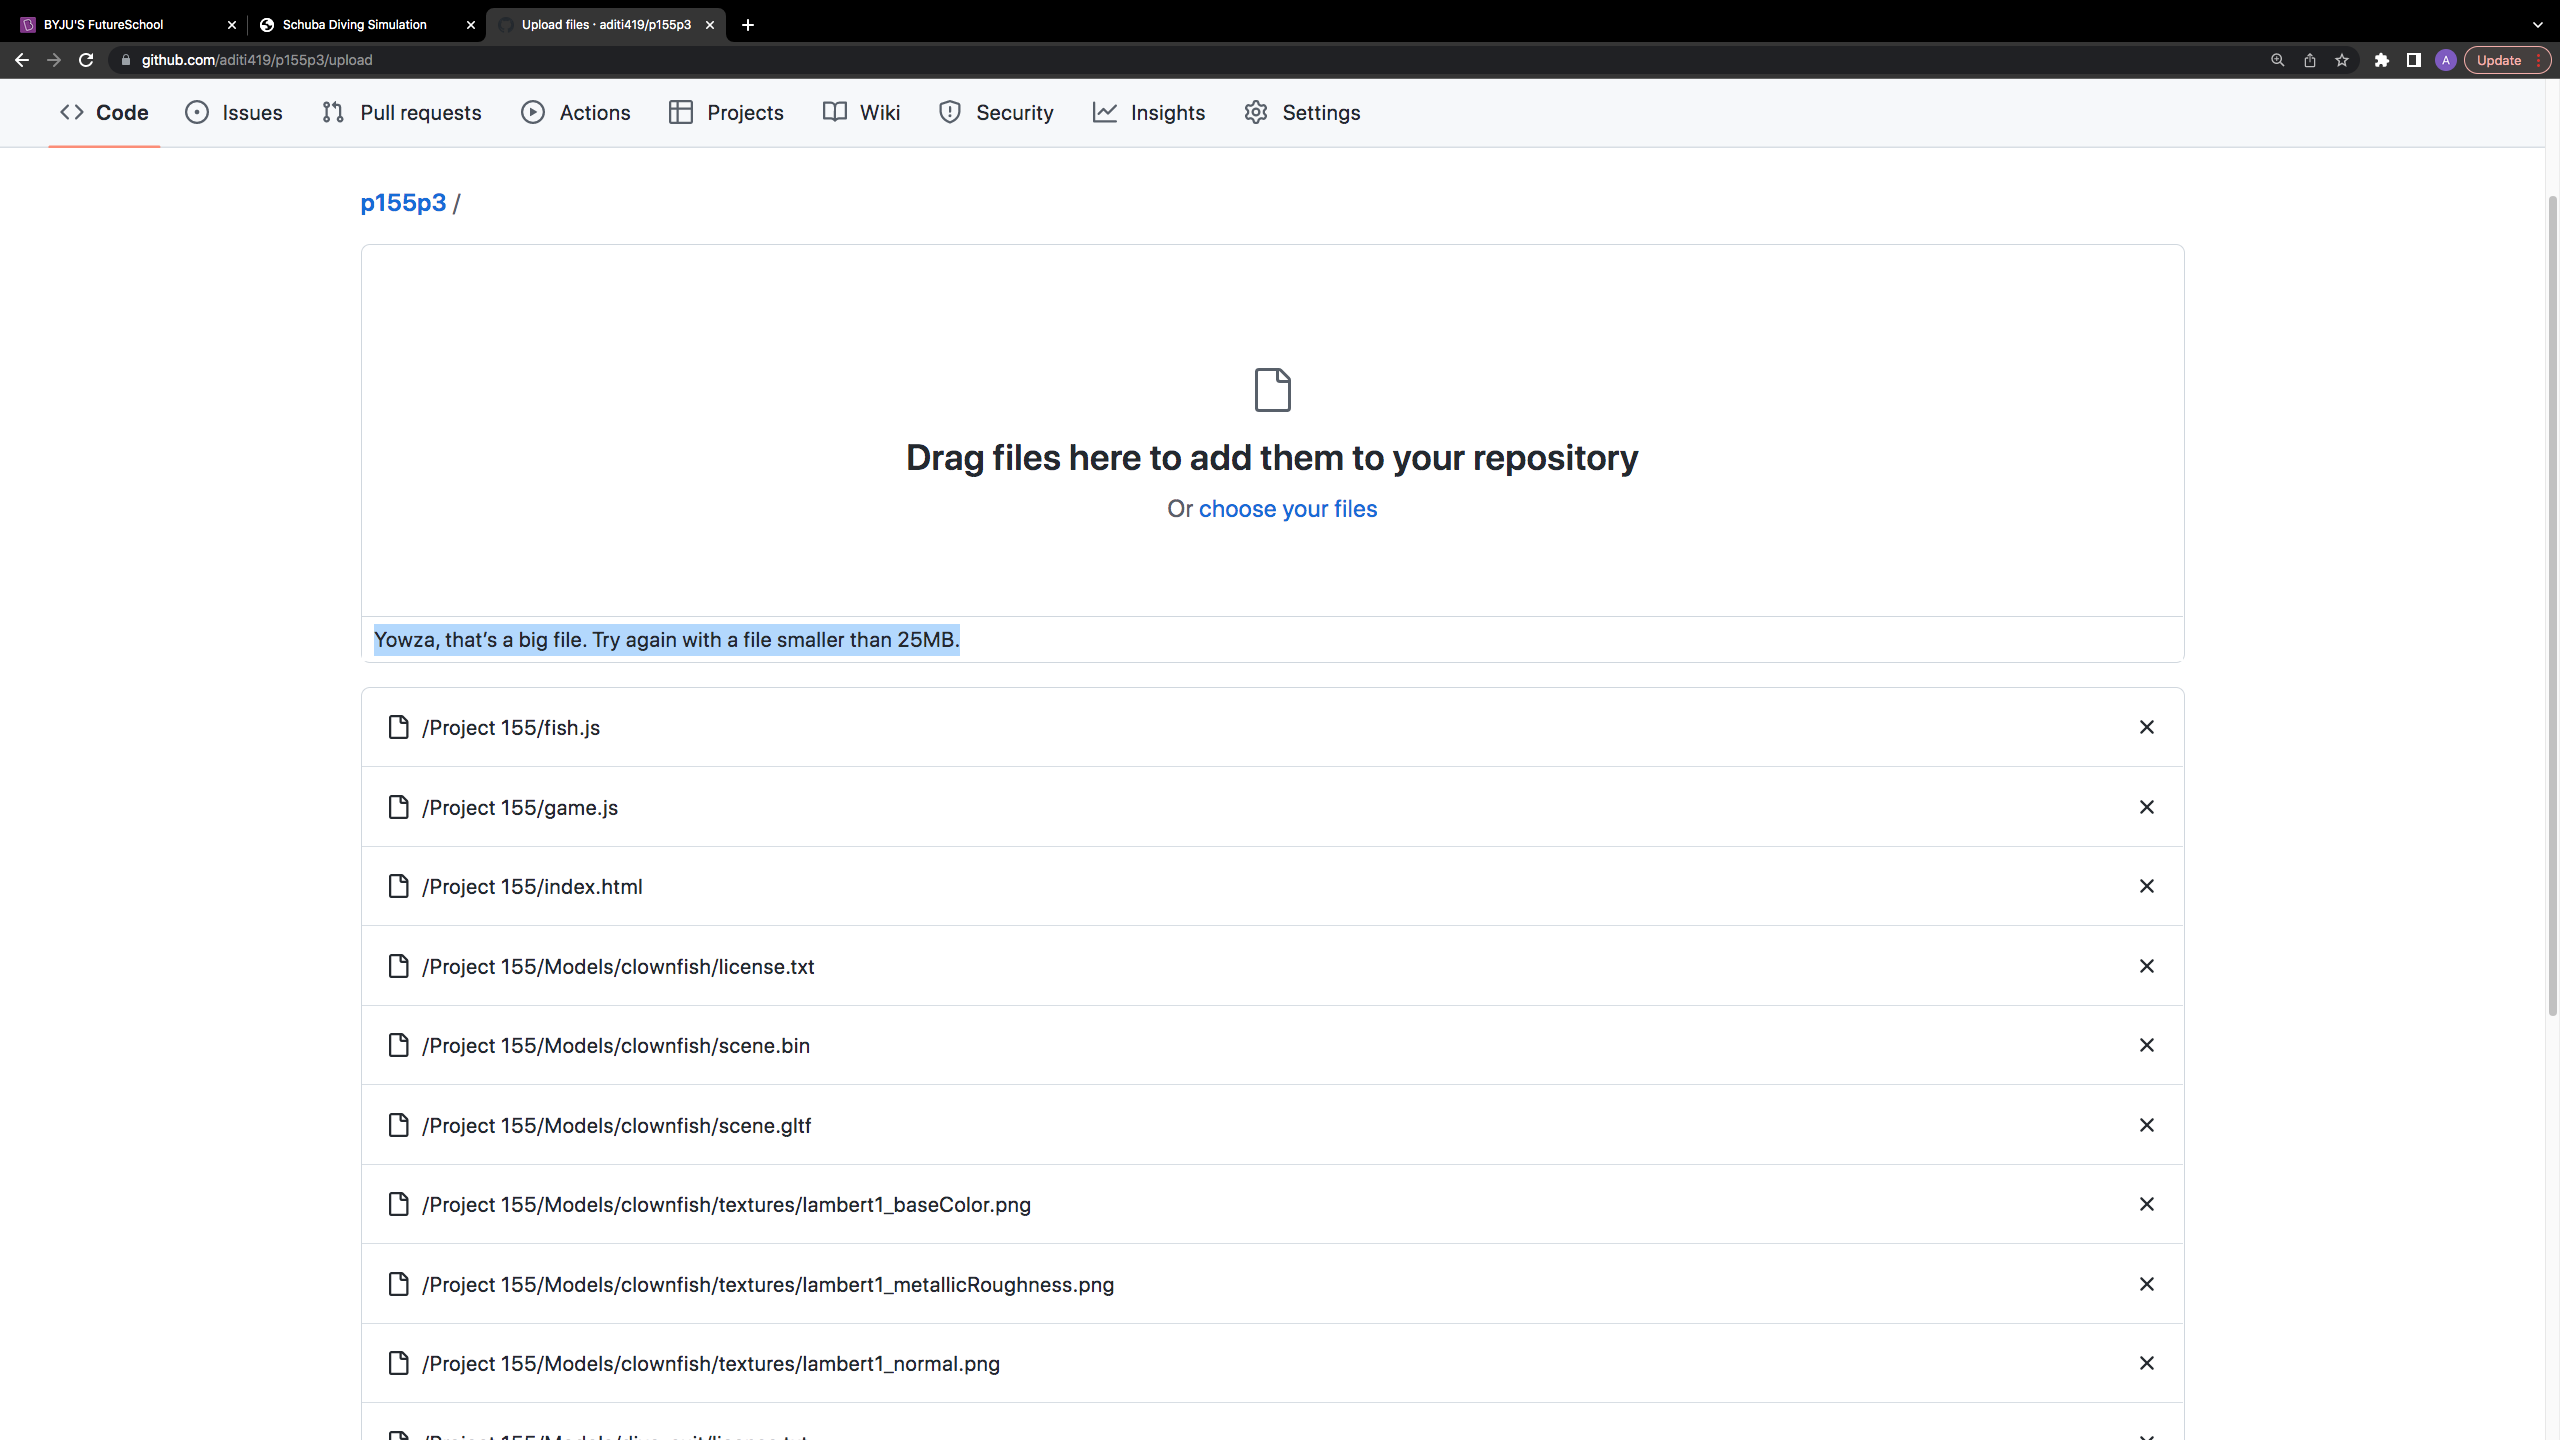 BYJU'S FutureSchool
Schuba Diving Simulation
Upload files · aditi419/p155p3
github.com/aditi419/p155p3/upload
A
Update
Code
Issues
Pull requests
Actions
Projects
Wiki
Security
Insights
Settings
p155p3 /
Drag files here to add them to your repository
Or choose your files
Yowza, that’s a big file. Try again with a file smaller than 25MB.
/Project 155/fish.js
/Project 155/game.js
/Project 155/index.html
/Project 155/Models/clownfish/license.txt
/Project 155/Models/clownfish/scene.bin
/Project 155/Models/clownfish/scene.gltf
/Project 155/Models/clownfish/textures/lambert1_baseColor.png
/Project 155/Models/clownfish/textures/lambert1_metallicRoughness.png
/Project 155/Models/clownfish/textures/lambert1_normal.png